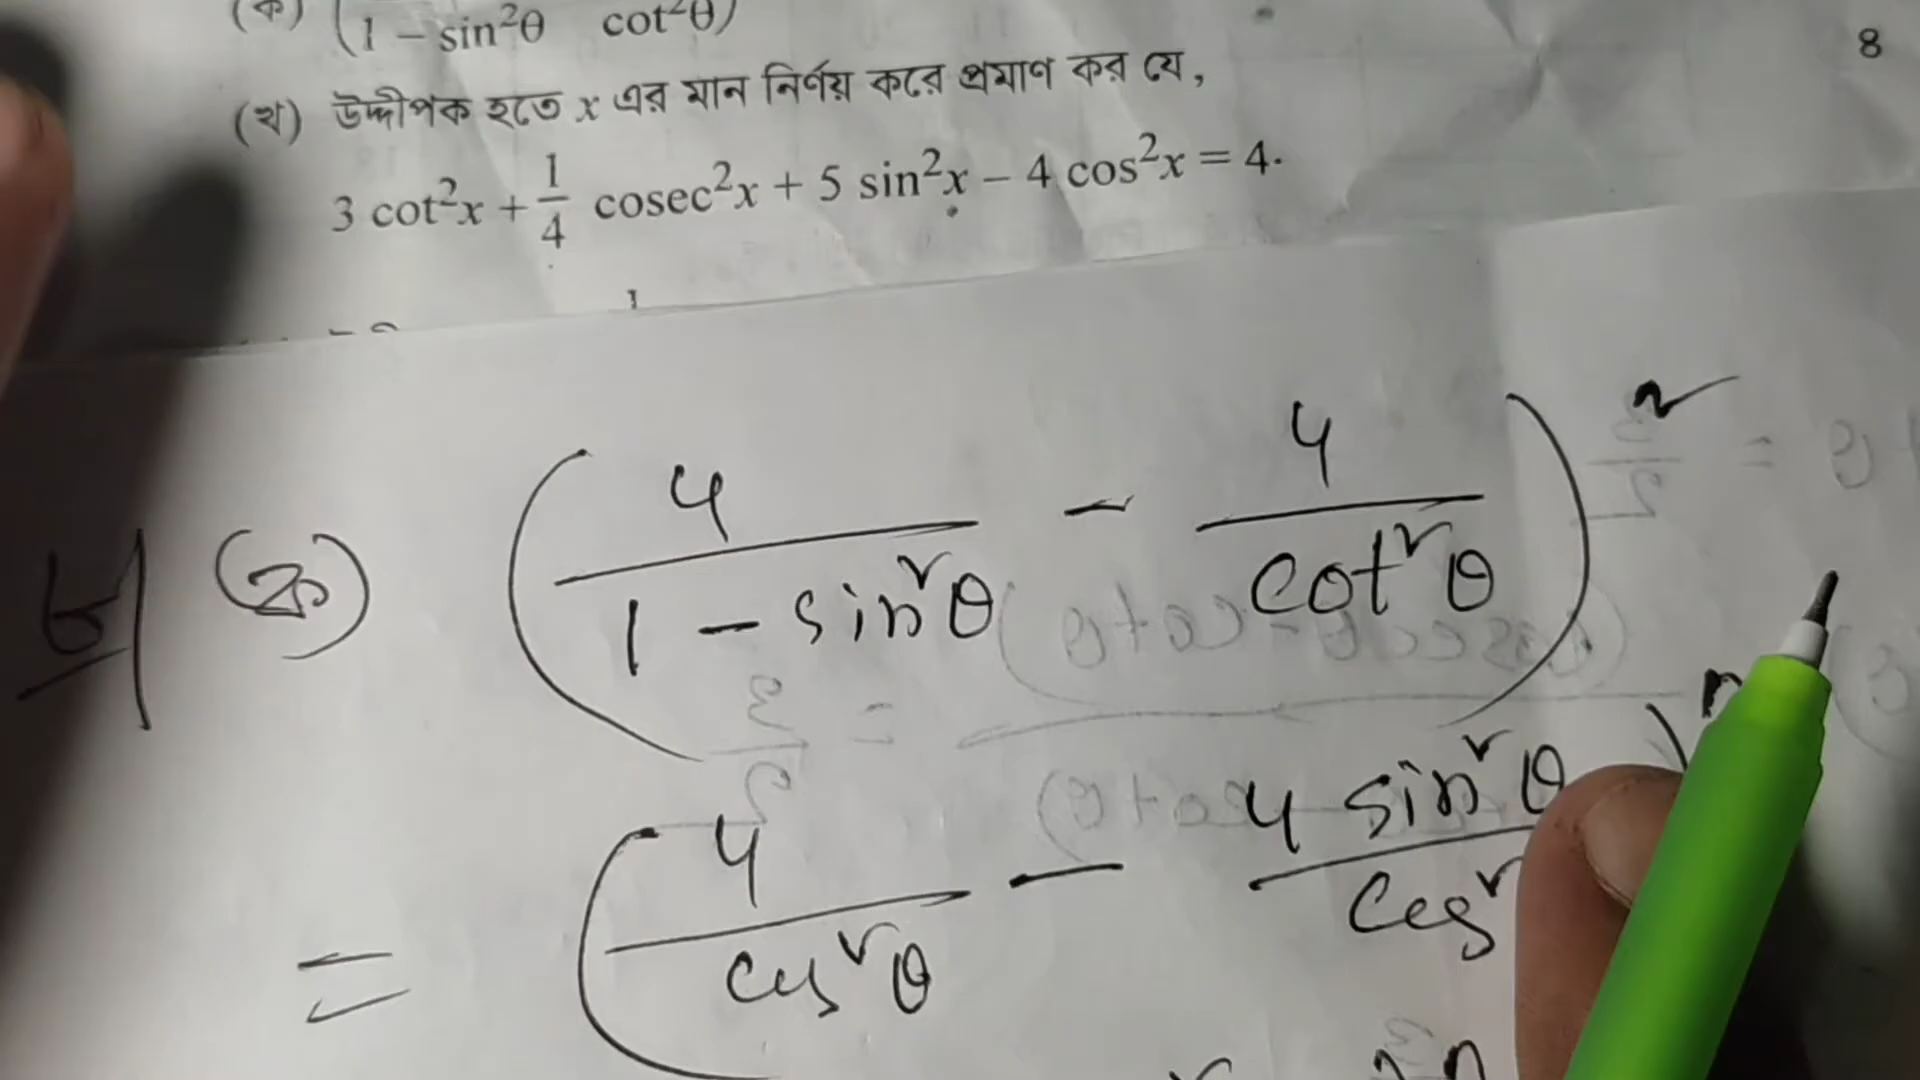 (ক) (1 – sin²θ cot²θ)
8
(খ) উদ্দীপক হতে x এর মান নির্ণয় করে প্রমাণ কর যে,
3 cot²x + 1/4 cosec²x + 5 sin²x – 4 cos²x = 4.
৮| (ক) (4/(1 – sin²θ) – 4/cot²θ)²
= (4/cos²θ – 4 sin²θ/cos²